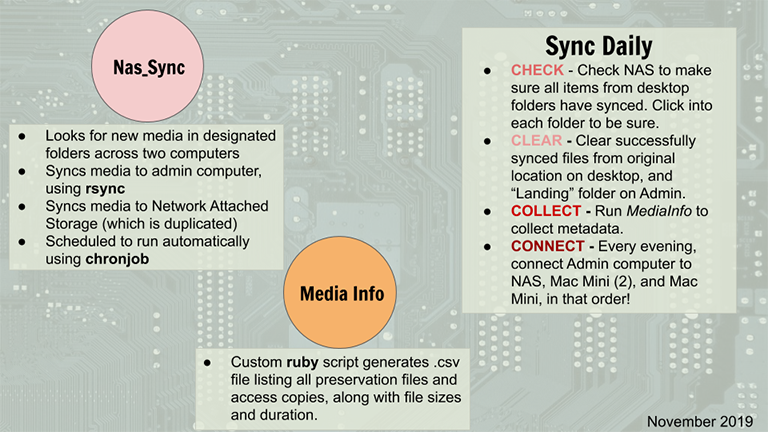 Nas_Sync
● Looks for new media in designated
folders across two computers
● Syncs media to admin computer,
using rsync
● Syncs media to Network Attached
Storage (which is duplicated)
● Scheduled to run automatically
using chronjob
Media Info
● Custom ruby script generates .csv
file listing all preservation files and
access copies, along with file sizes
and duration.
Sync Daily
● CHECK - Check NAS to make
sure all items from desktop
folders have synced. Click into
each folder to be sure.
● CLEAR - Clear successfully
synced files from original
location on desktop, and
“Landing” folder on Admin.
● COLLECT - Run MediaInfo to
collect metadata.
● CONNECT - Every evening,
connect Admin computer to
NAS, Mac Mini (2), and Mac
Mini, in that order!
November 2019